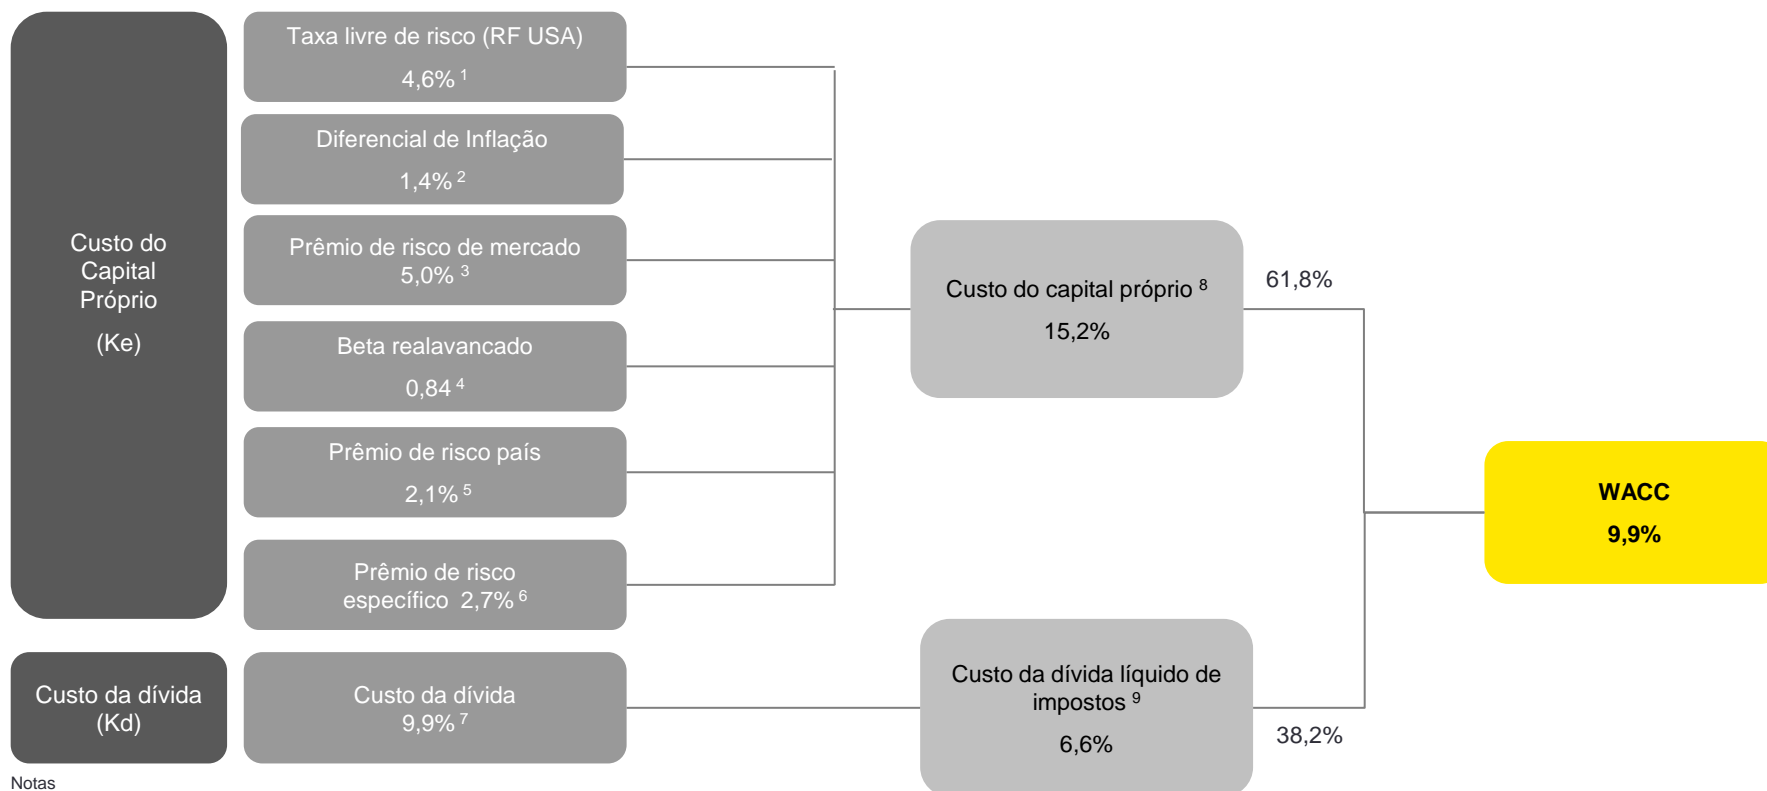 Custo do
Capital
Próprio
(Ke)
Taxa livre de risco (RF USA)
4,6% ¹
Diferencial de Inflação
1,4% ²
Prêmio de risco de mercado
5,0% ³
Beta realavancado
0,84 ⁴
Prêmio de risco país
2,1% ⁵
Prêmio de risco
específico 2,7% ⁶
Custo do capital próprio ⁸
15,2%
61,8%
WACC
9,9%
Custo da dívida
(Kd)
Custo da dívida
9,9% ⁷
Custo da dívida líquido de
impostos ⁹
6,6%
38,2%
Notas